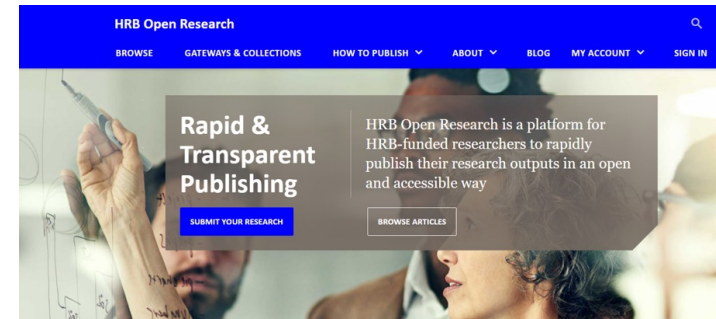 HRB Open Research
BROWSE GATEWAYS & COLLECTIONS HOW TO PUBLISH ABOUT BLOG MY ACCOUNT SIGN IN
Rapid &
Transparent
Publishing
HRB Open Research is a platform for
HRB-funded researchers to rapidly
publish their research outputs in an open
and accessible way
SUBMIT YOUR RESEARCH
BROWSE ARTICLES